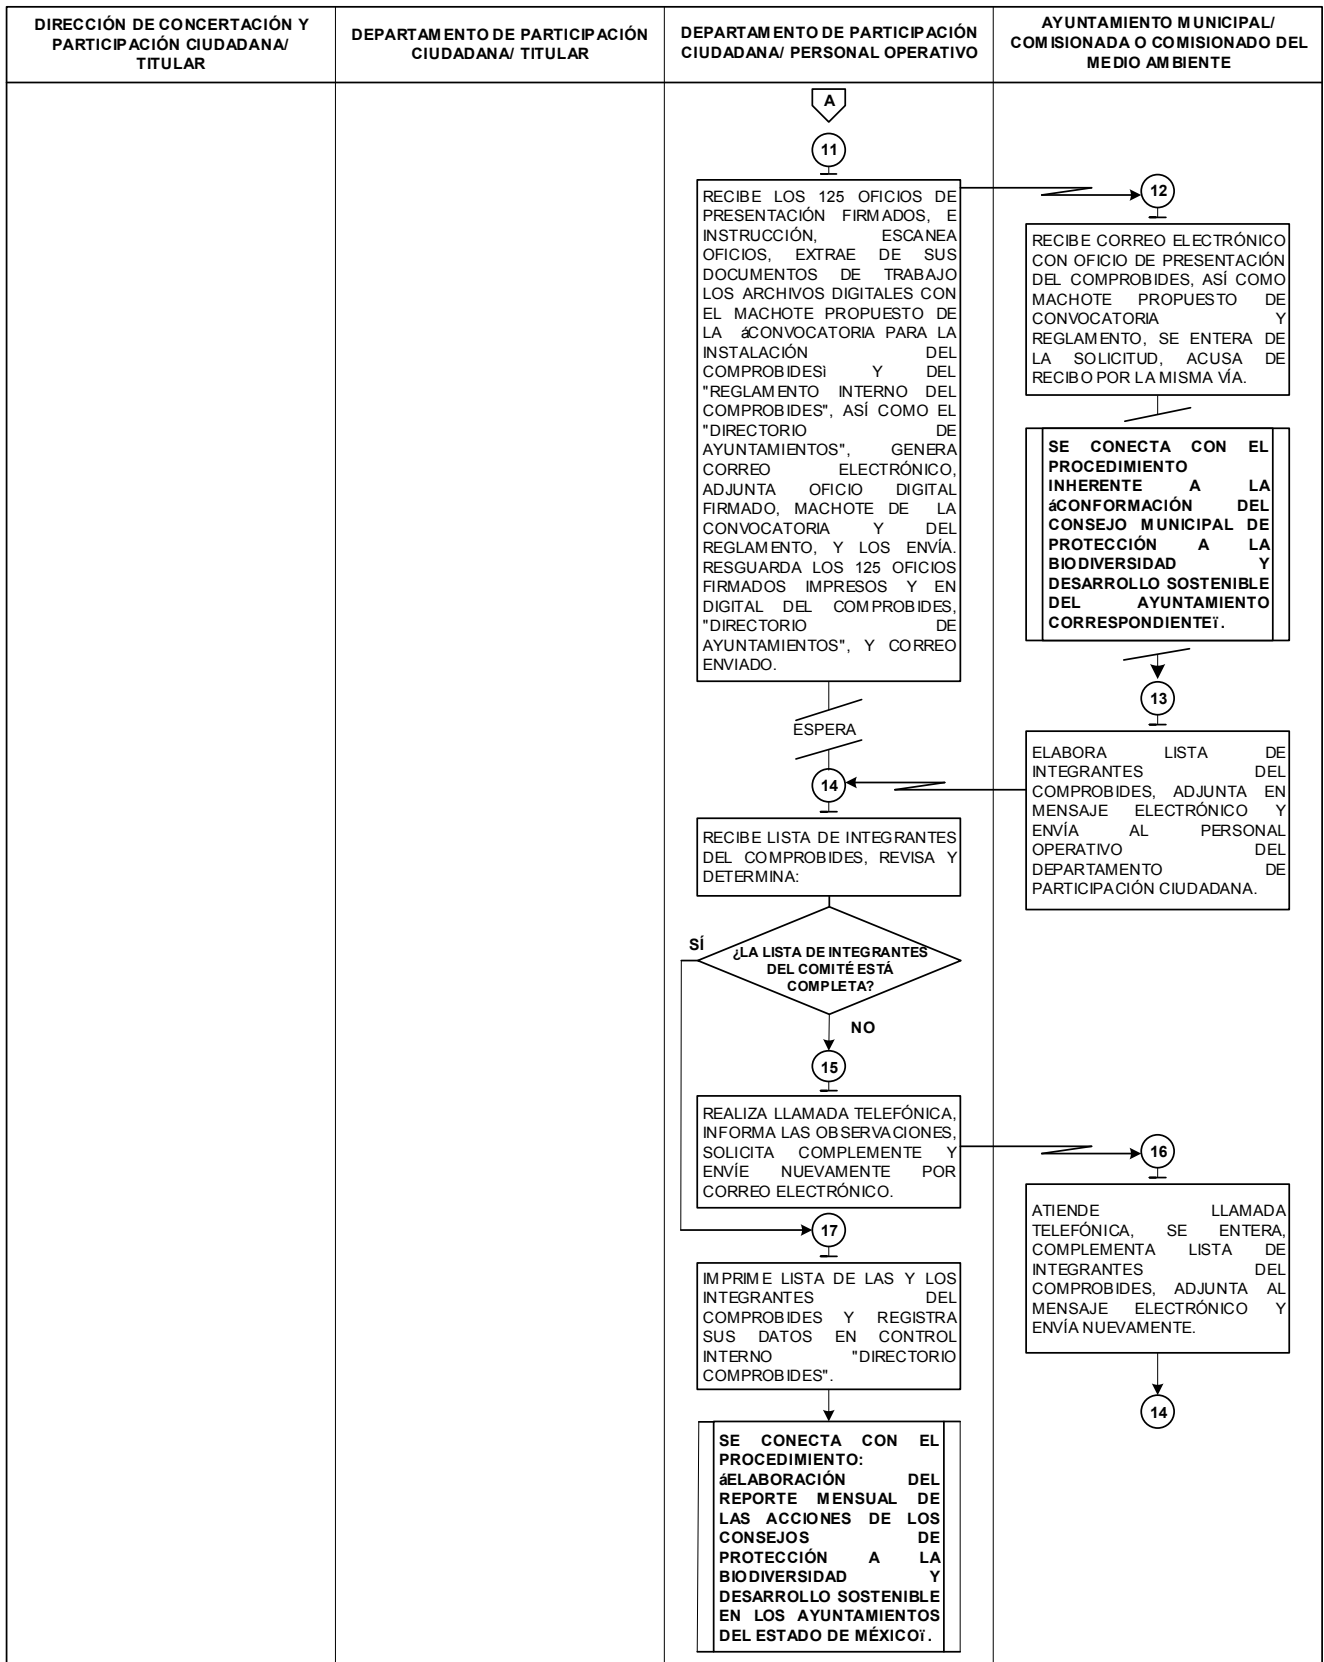 DIRECCIÓN DE CONCERTACIÓN Y
PARTICIPACIÓN CIUDADANA/
TITULAR
DEPARTAMENTO DE PARTICIPACIÓN
CIUDADANA/ TITULAR
DEPARTAMENTO DE PARTICIPACIÓN
CIUDADANA/ PERSONAL OPERATIVO
AYUNTAMIENTO MUNICIPAL/
COMISIONADA O COMISIONADO DEL
MEDIO AMBIENTE
A
11
RECIBE LOS 125 OFICIOS DE
PRESENTACIÓN FIRMADOS, E
INSTRUCCIÓN, ESCANEA
OFICIOS, EXTRAE DE SUS
DOCUMENTOS DE TRABAJO
LOS ARCHIVOS DIGITALES CON
EL MACHOTE PROPUESTO DE
LA áCONVOCATORIA PARA LA
INSTALACIÓN DEL
COMPROBIDESì Y DEL
"REGLAMENTO INTERNO DEL
COMPROBIDES", ASÍ COMO EL
"DIRECTORIO DE
AYUNTAMIENTOS", GENERA
CORREO ELECTRÓNICO,
ADJUNTA OFICIO DIGITAL
FIRMADO, MACHOTE DE LA
CONVOCATORIA Y DEL
REGLAMENTO, Y LOS ENVÍA.
RESGUARDA LOS 125 OFICIOS
FIRMADOS IMPRESOS Y EN
DIGITAL DEL COMPROBIDES,
"DIRECTORIO DE
AYUNTAMIENTOS", Y CORREO
ENVIADO.
12
RECIBE CORREO ELECTRÓNICO
CON OFICIO DE PRESENTACIÓN
DEL COMPROBIDES, ASÍ COMO
MACHOTE PROPUESTO DE
CONVOCATORIA Y
REGLAMENTO, SE ENTERA DE
LA SOLICITUD, ACUSA DE
RECIBO POR LA MISMA VÍA.
SE CONECTA CON EL
PROCEDIMIENTO
INHERENTE A LA
áCONFORMACIÓN DEL
CONSEJO MUNICIPAL DE
PROTECCIÓN A LA
BIODIVERSIDAD Y
DESARROLLO SOSTENIBLE
DEL AYUNTAMIENTO
CORRESPONDIENTEï.
13
ELABORA LISTA DE
INTEGRANTES DEL
COMPROBIDES, ADJUNTA EN
MENSAJE ELECTRÓNICO Y
ENVÍA AL PERSONAL
OPERATIVO DEL
DEPARTAMENTO DE
PARTICIPACIÓN CIUDADANA.
ESPERA
14
RECIBE LISTA DE INTEGRANTES
DEL COMPROBIDES, REVISA Y
DETERMINA:
¿LA LISTA DE INTEGRANTES
DEL COMITÉ ESTÁ
COMPLETA?
SÍ
NO
15
REALIZA LLAMADA TELEFÓNICA,
INFORMA LAS OBSERVACIONES,
SOLICITA COMPLEMENTE Y
ENVÍE NUEVAMENTE POR
CORREO ELECTRÓNICO.
16
ATIENDE LLAMADA
TELEFÓNICA, SE ENTERA,
COMPLEMENTA LISTA DE
INTEGRANTES DEL
COMPROBIDES, ADJUNTA AL
MENSAJE ELECTRÓNICO Y
ENVÍA NUEVAMENTE.
14
17
IMPRIME LISTA DE LAS Y LOS
INTEGRANTES DEL
COMPROBIDES Y REGISTRA
SUS DATOS EN CONTROL
INTERNO "DIRECTORIO
COMPROBIDES".
SE CONECTA CON EL
PROCEDIMIENTO:
áELABORACIÓN DEL
REPORTE MENSUAL DE
LAS ACCIONES DE LOS
CONSEJOS DE
PROTECCIÓN A LA
BIODIVERSIDAD Y
DESARROLLO SOSTENIBLE
EN LOS AYUNTAMIENTOS
DEL ESTADO DE MÉXICOï.